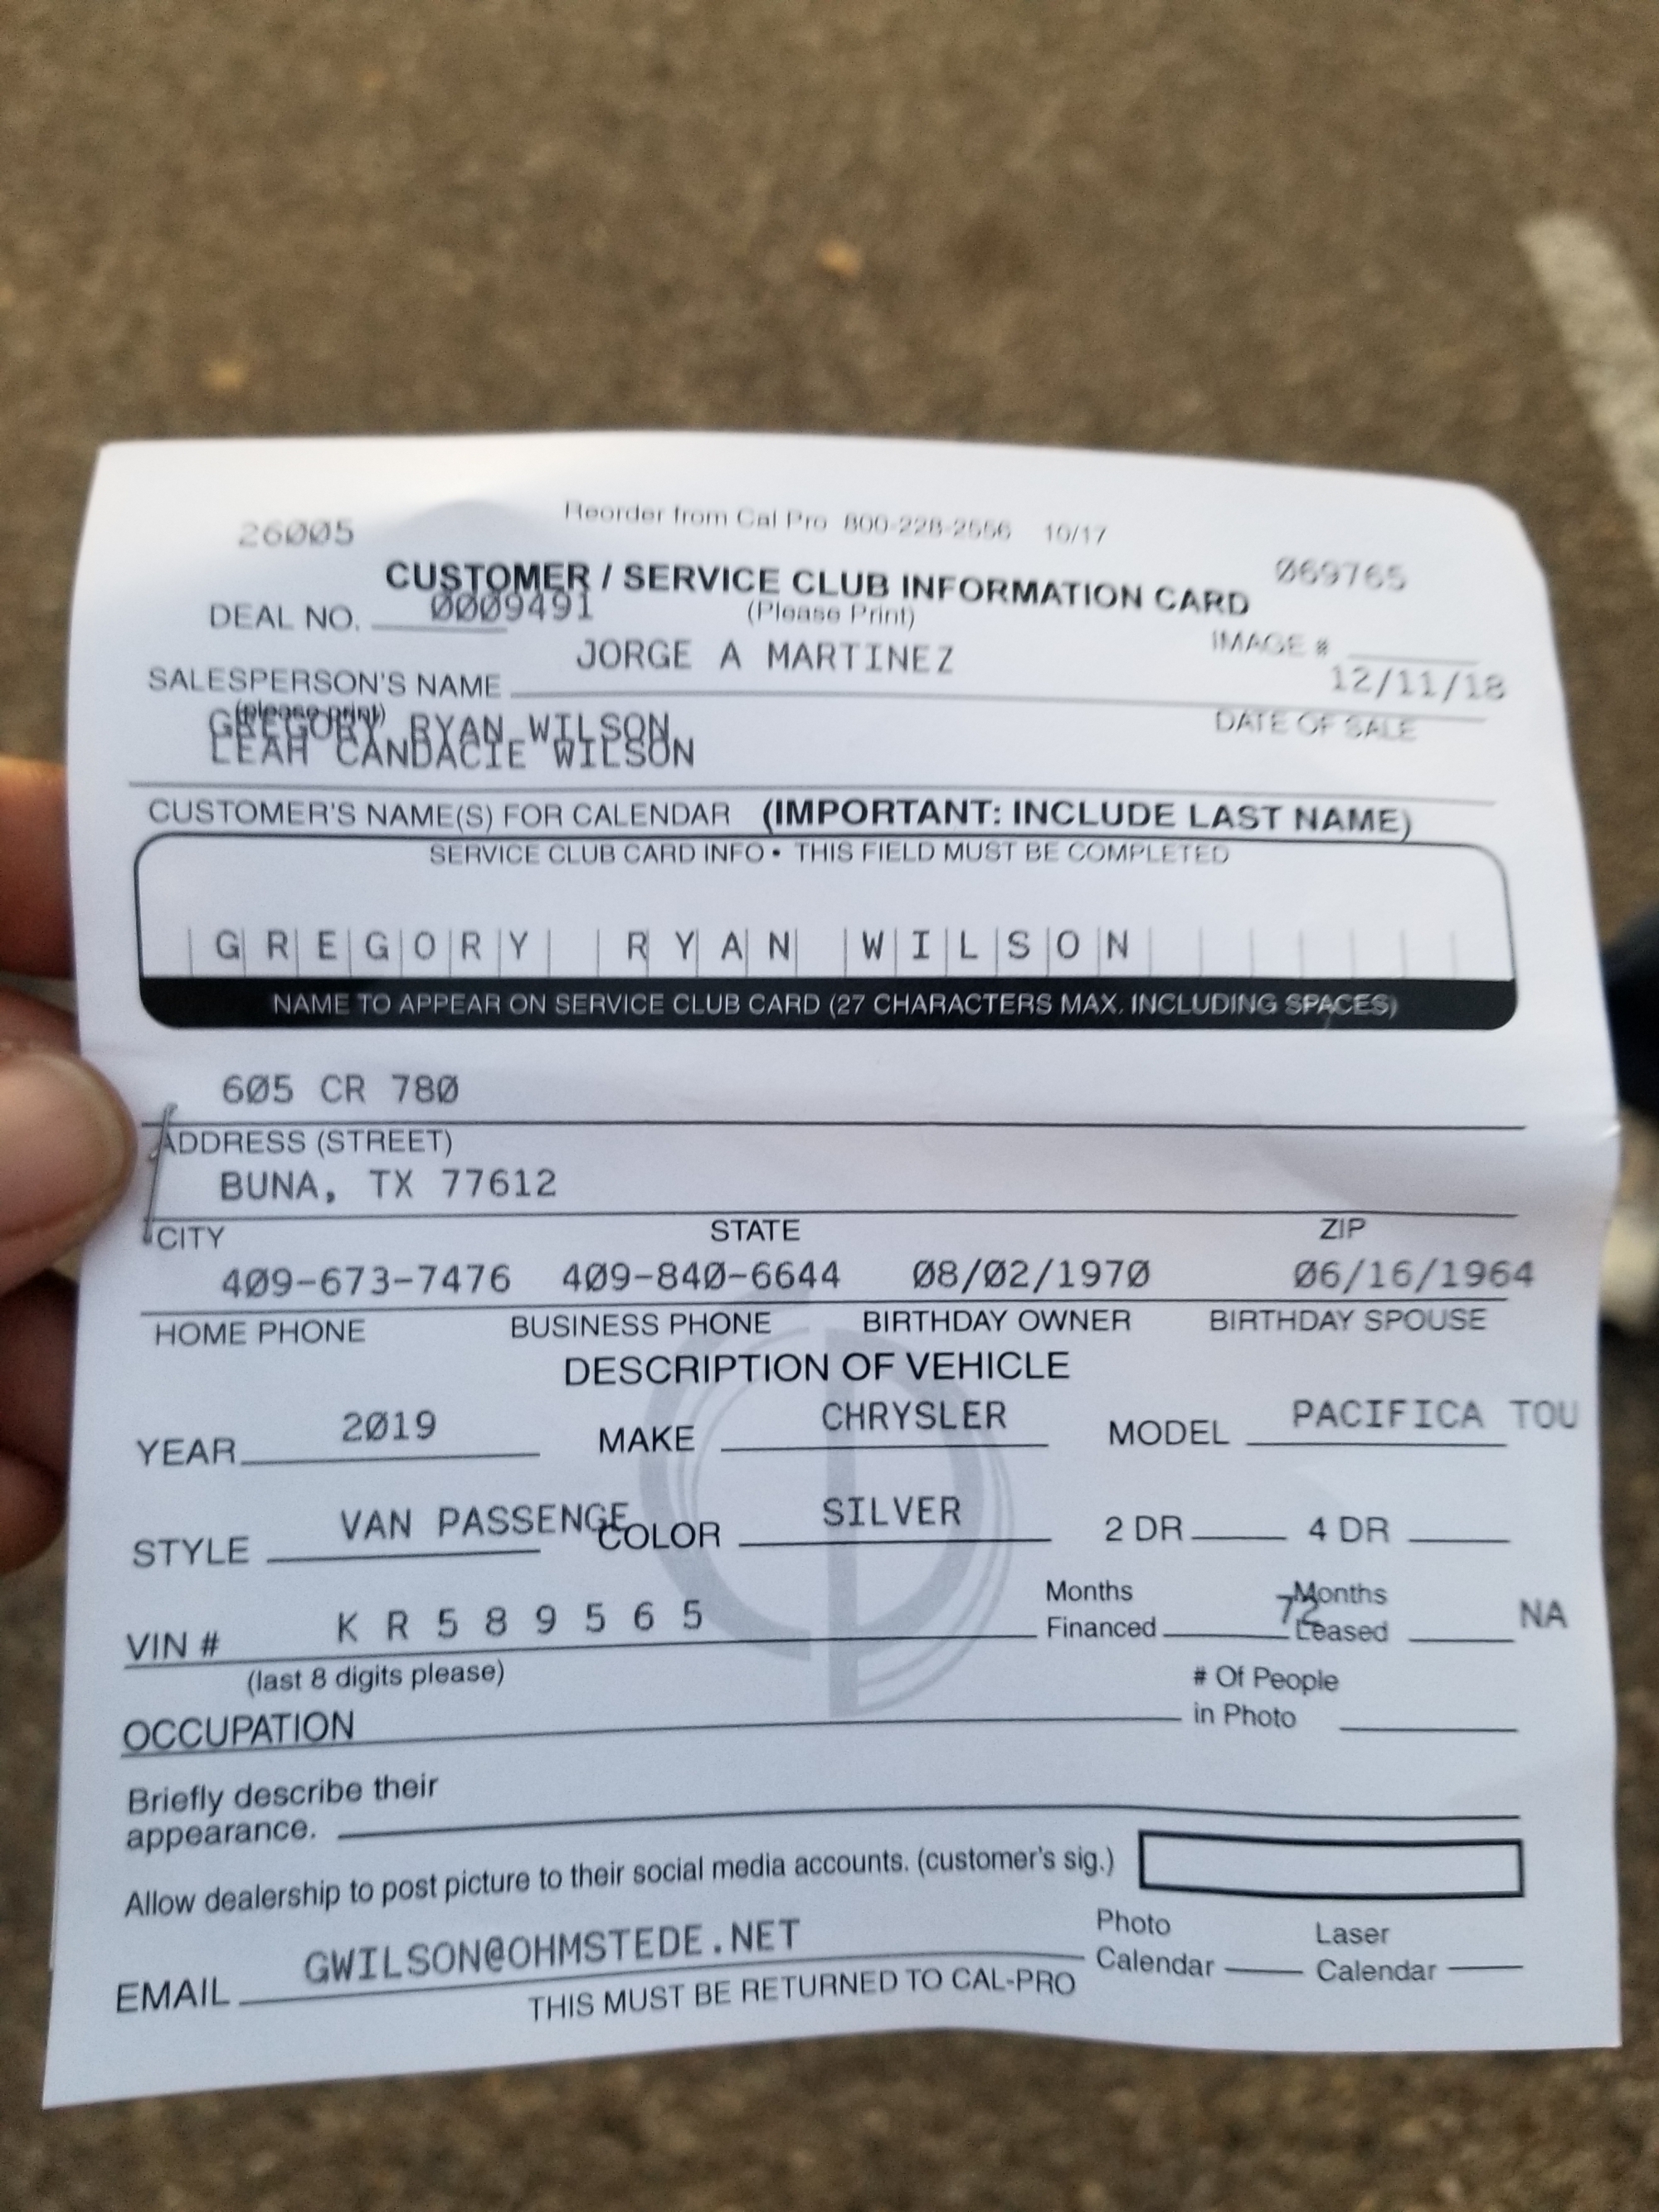 26005
Reorder from Cal Pro 800-228-2556 10/17
069765
CUSTOMER / SERVICE CLUB INFORMATION CARD
DEAL NO. 0009491 (Please Print)
IMAGE #
JORGE A MARTINEZ
12/11/18
SALESPERSON'S NAME
(please print)
DATE OF SALE
GREGORY RYAN WILSON
LEAH CANDACIE WILSON
CUSTOMER'S NAME(S) FOR CALENDAR (IMPORTANT: INCLUDE LAST NAME)
SERVICE CLUB CARD INFO • THIS FIELD MUST BE COMPLETED
GREGORY RYAN WILSON
NAME TO APPEAR ON SERVICE CLUB CARD (27 CHARACTERS MAX. INCLUDING SPACES)
605 CR 780
ADDRESS (STREET)
BUNA, TX 77612
CITY STATE ZIP
409-673-7476 409-840-6644 08/02/1970 06/16/1964
HOME PHONE BUSINESS PHONE BIRTHDAY OWNER BIRTHDAY SPOUSE
DESCRIPTION OF VEHICLE
YEAR 2019 MAKE CHRYSLER MODEL PACIFICA TOU
STYLE VAN PASSENGE COLOR SILVER 2 DR 4 DR
VIN # K R 5 8 9 5 6 5 Months Financed 72 Months Leased NA
(last 8 digits please)
# Of People
OCCUPATION in Photo
Briefly describe their
appearance.
Allow dealership to post picture to their social media accounts. (customer's sig.)
EMAIL GWILSON@OHMSTEDE.NET Photo Calendar Laser Calendar
THIS MUST BE RETURNED TO CAL-PRO